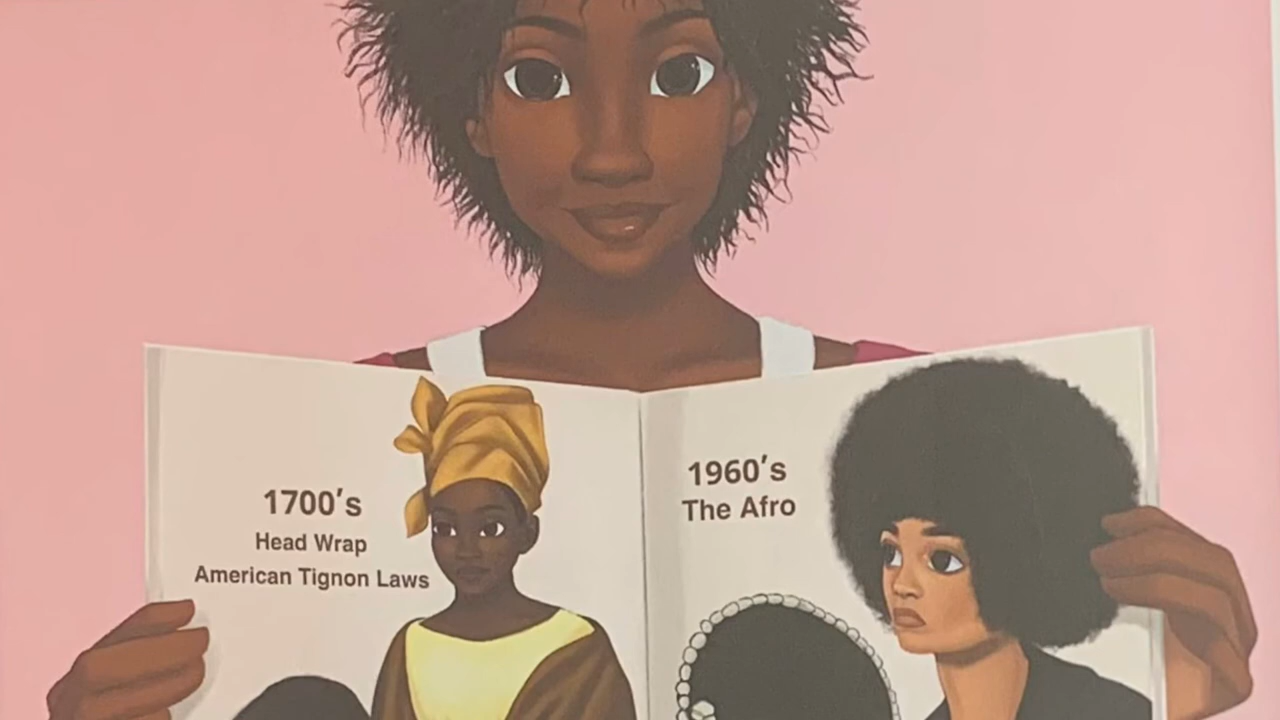 1700's
Head Wrap
American Tignon Laws
1960's
The Afro